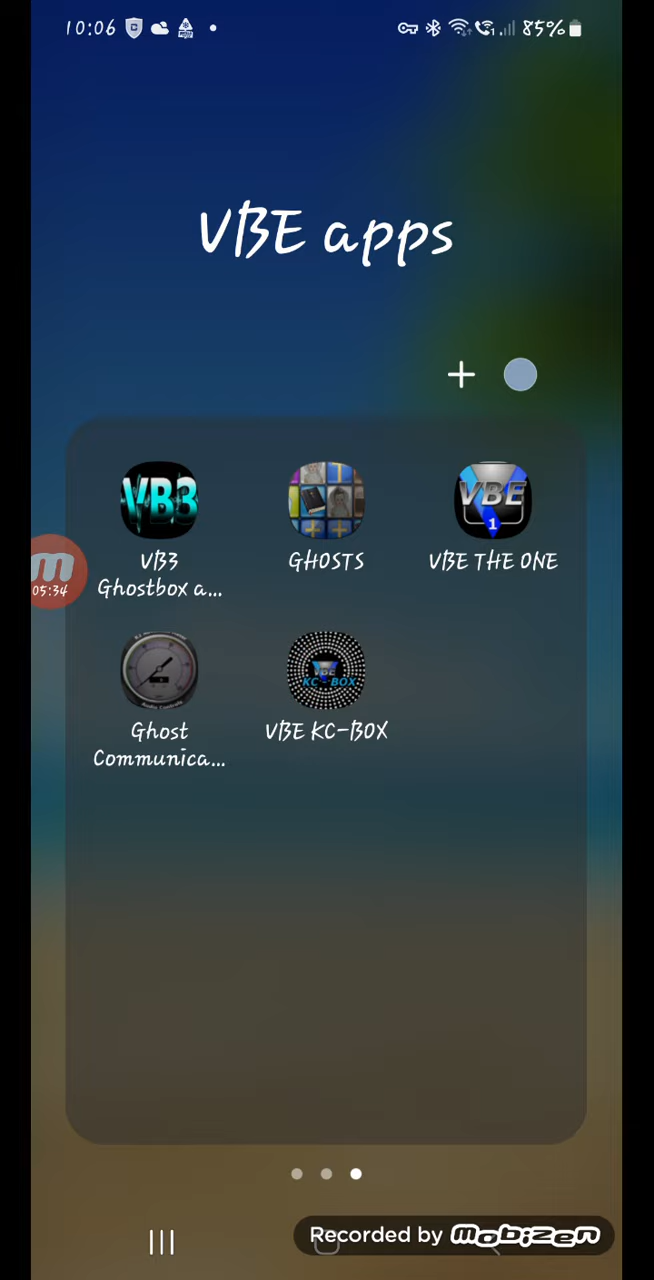 10:06
85%
VBE apps
VB3
VBE
1
VB3
Ghostbox a...
GHOSTS
VBE THE ONE
05:34
VBE
KC-BOX
Ghost
Communica...
VBE KC-BOX
Recorded by mobizen